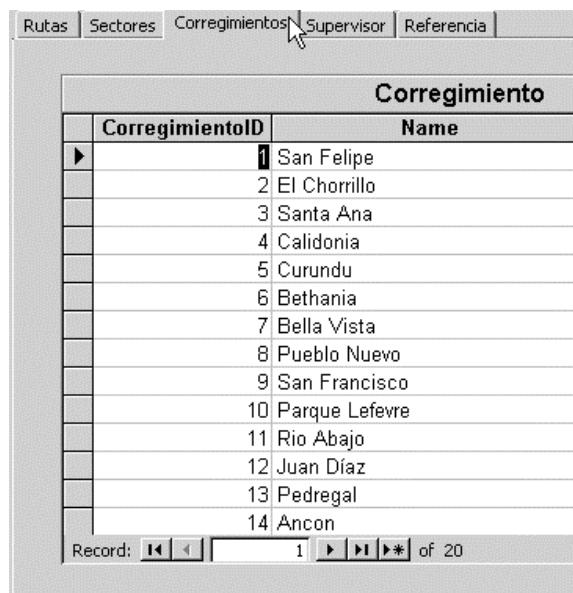 Rutas Sectores Corregimientos Supervisor Referencia
Corregimiento
CorregimientoID Name
1 San Felipe
2 El Chorrillo
3 Santa Ana
4 Calidonia
5 Curundu
6 Bethania
7 Bella Vista
8 Pueblo Nuevo
9 San Francisco
10 Parque Lefevre
11 Rio Abajo
12 Juan Díaz
13 Pedregal
14 Ancon
Record: 1 of 20